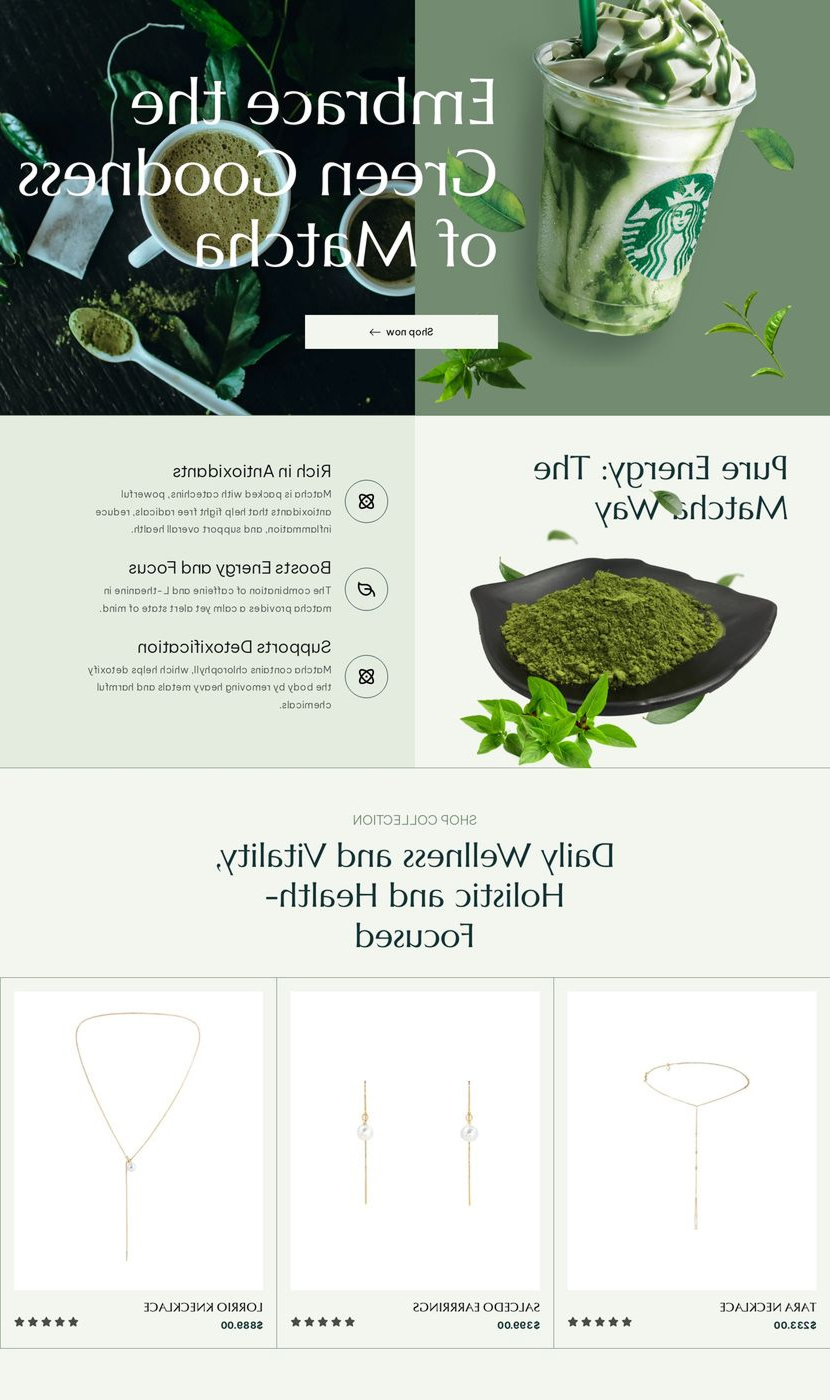 Embrace the
Green Goodness
of Matcha
Shop now →
Pure Energy: The
Matcha Way
Rich in Antioxidants
Matcha is packed with catechins, powerful
antioxidants that help fight free radicals, reduce
inflammation, and support overall health.
Boosts Energy and Focus
The combination of caffeine and L-theanine in
matcha provides a calm yet alert state of mind.
Supports Detoxification
Matcha contains chlorophyll, which helps detoxify
the body by removing heavy metals and harmful
chemicals.
SHOP COLLECTION
Daily Wellness and Vitality,
Holistic and Health-
Focused
TARA NECKLACE
$233.00
SALCEDO EARRRINGS
$399.00
LORRIO KNECKLACE
$889.00